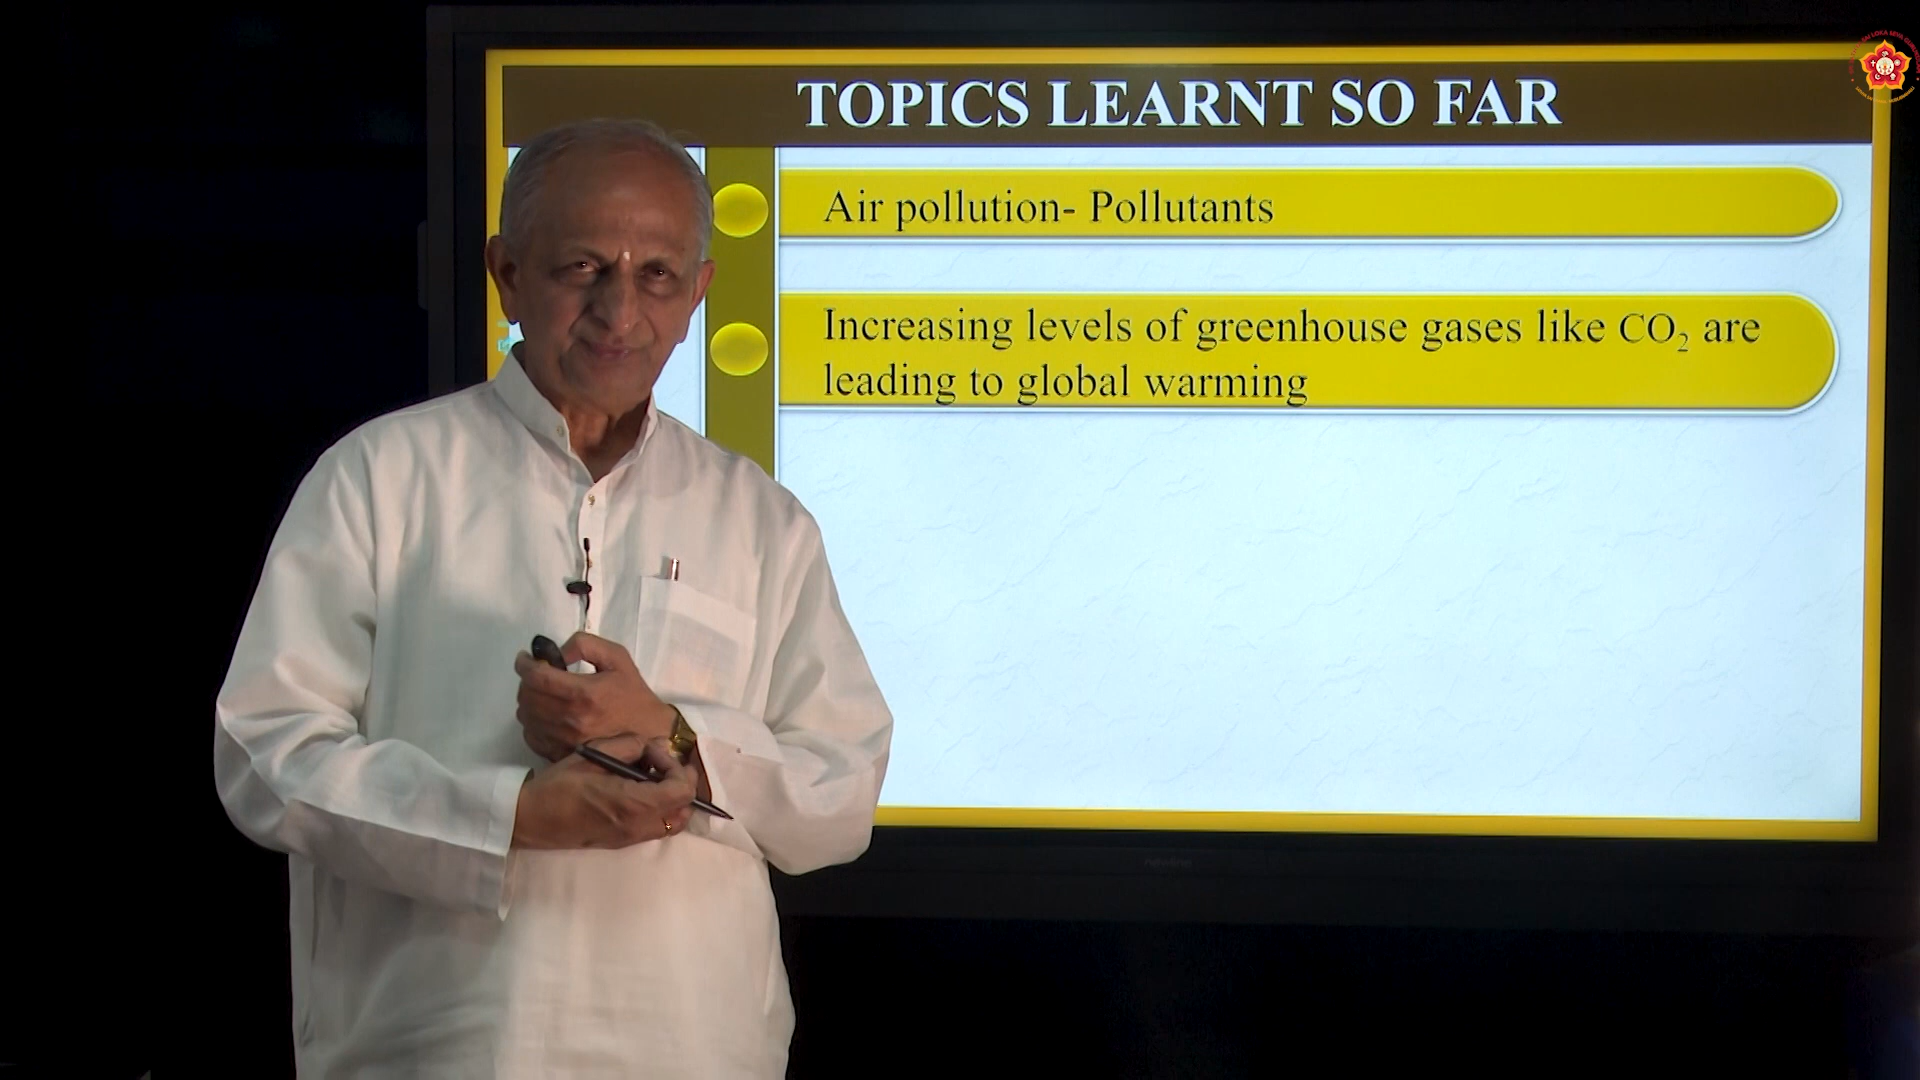 TOPICS LEARNT SO FAR
Air pollution- Pollutants
Increasing levels of greenhouse gases like CO₂ are
leading to global warming